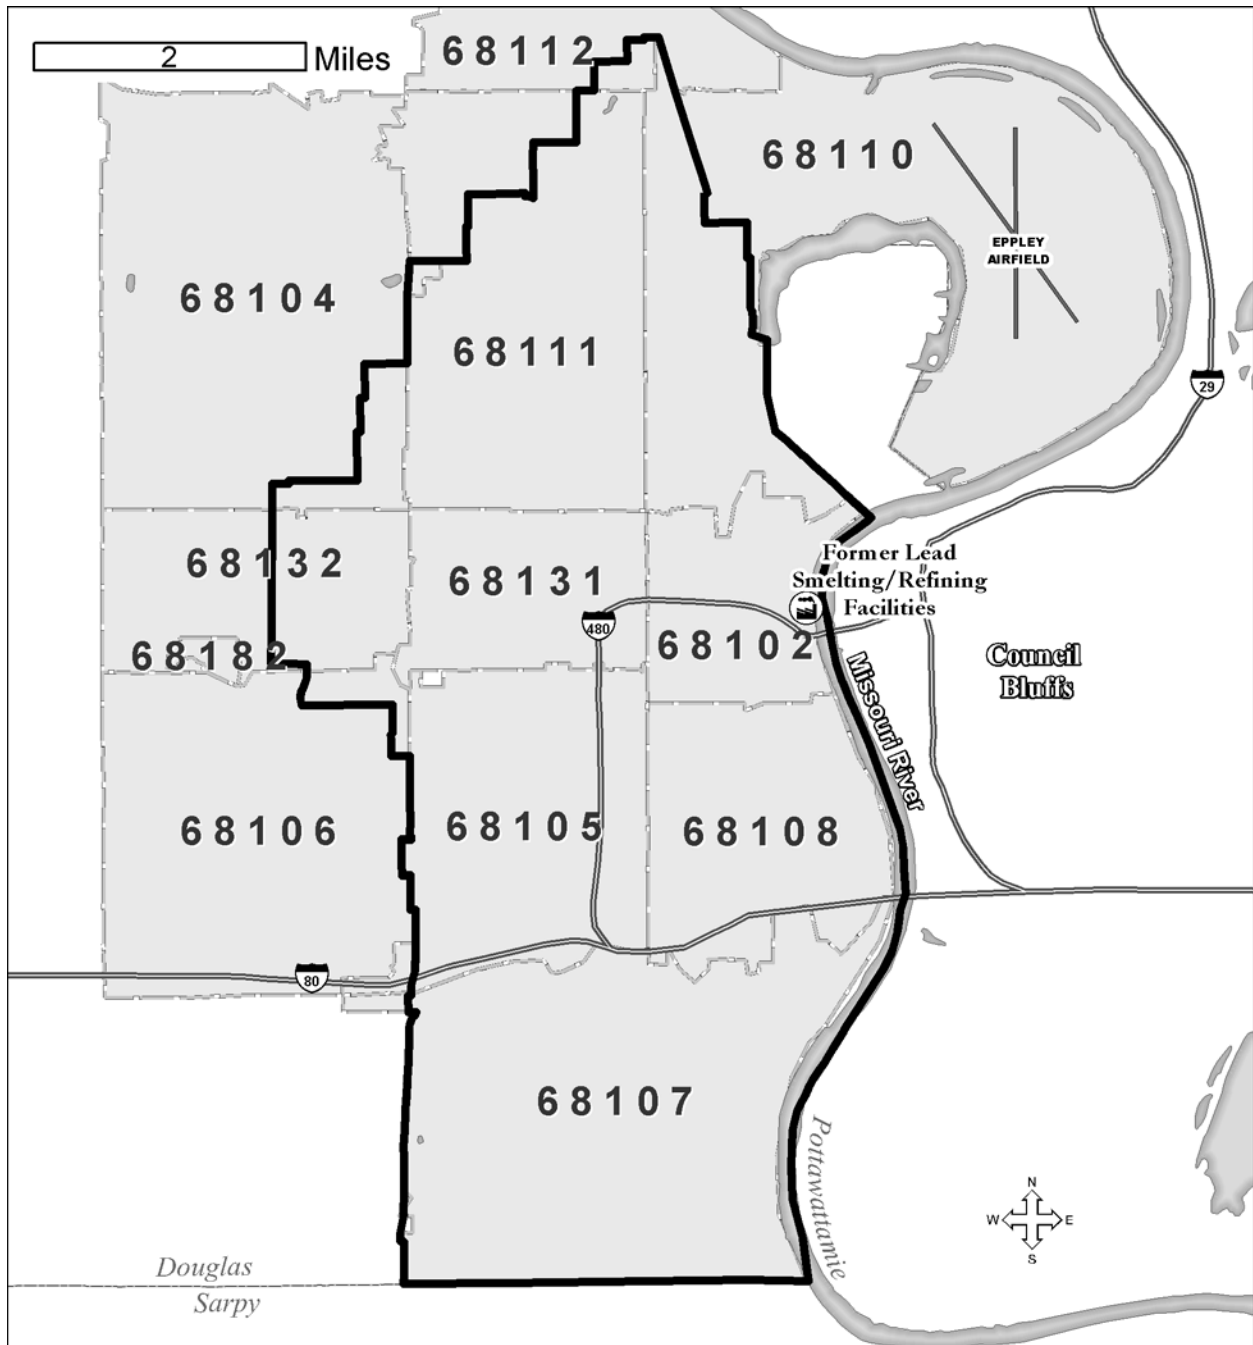 68112
2 Miles
68110
EPPLEY
AIRFIELD
68104
68111
29
68132
68131
Former Lead
Smelting/Refining
Facilities
480
68182
68102
Council
Bluffs
Missouri River
68106
68105
68108
80
68107
Pottawattamie
N
W E
S
Douglas
Sarpy